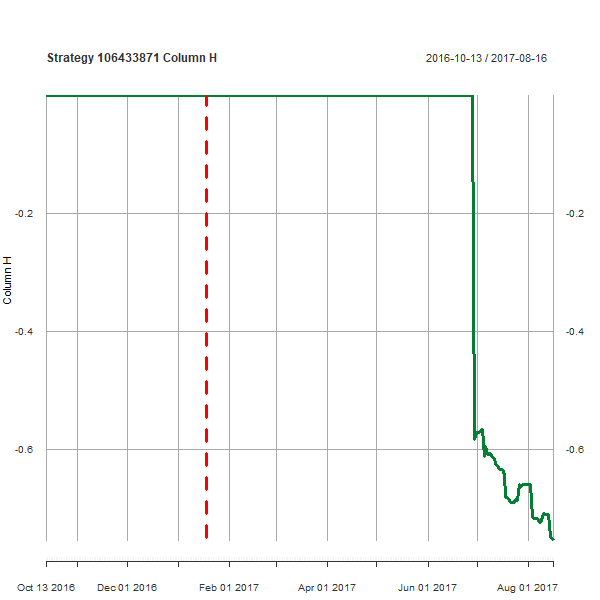 Strategy 106433871 Column H
2016-10-13 / 2017-08-16
-0.2
-0.2
Column H
-0.4
-0.4
-0.6
-0.6
Oct 13 2016
Dec 01 2016
Feb 01 2017
Apr 01 2017
Jun 01 2017
Aug 01 2017